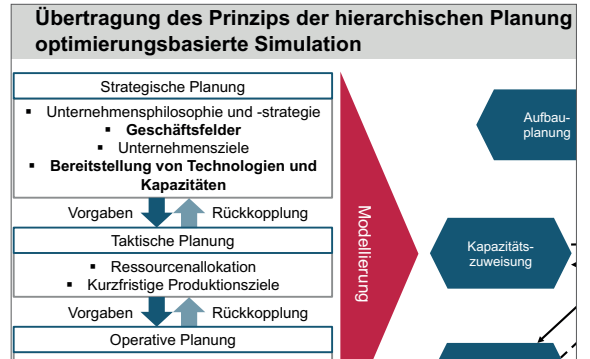 Übertragung des Prinzips der hierarchischen Planung
optimierungsbasierte Simulation
Strategische Planung
▪ Unternehmensphilosophie und -strategie
▪ Geschäftsfelder
▪ Unternehmensziele
▪ Bereitstellung von Technologien und
Kapazitäten
Vorgaben Rückkopplung
Taktische Planung
▪ Ressourcenallokation
▪ Kurzfristige Produktionsziele
Vorgaben Rückkopplung
Operative Planung
Modellierung
Aufbau-
planung
Kapazitäts-
zuweisung